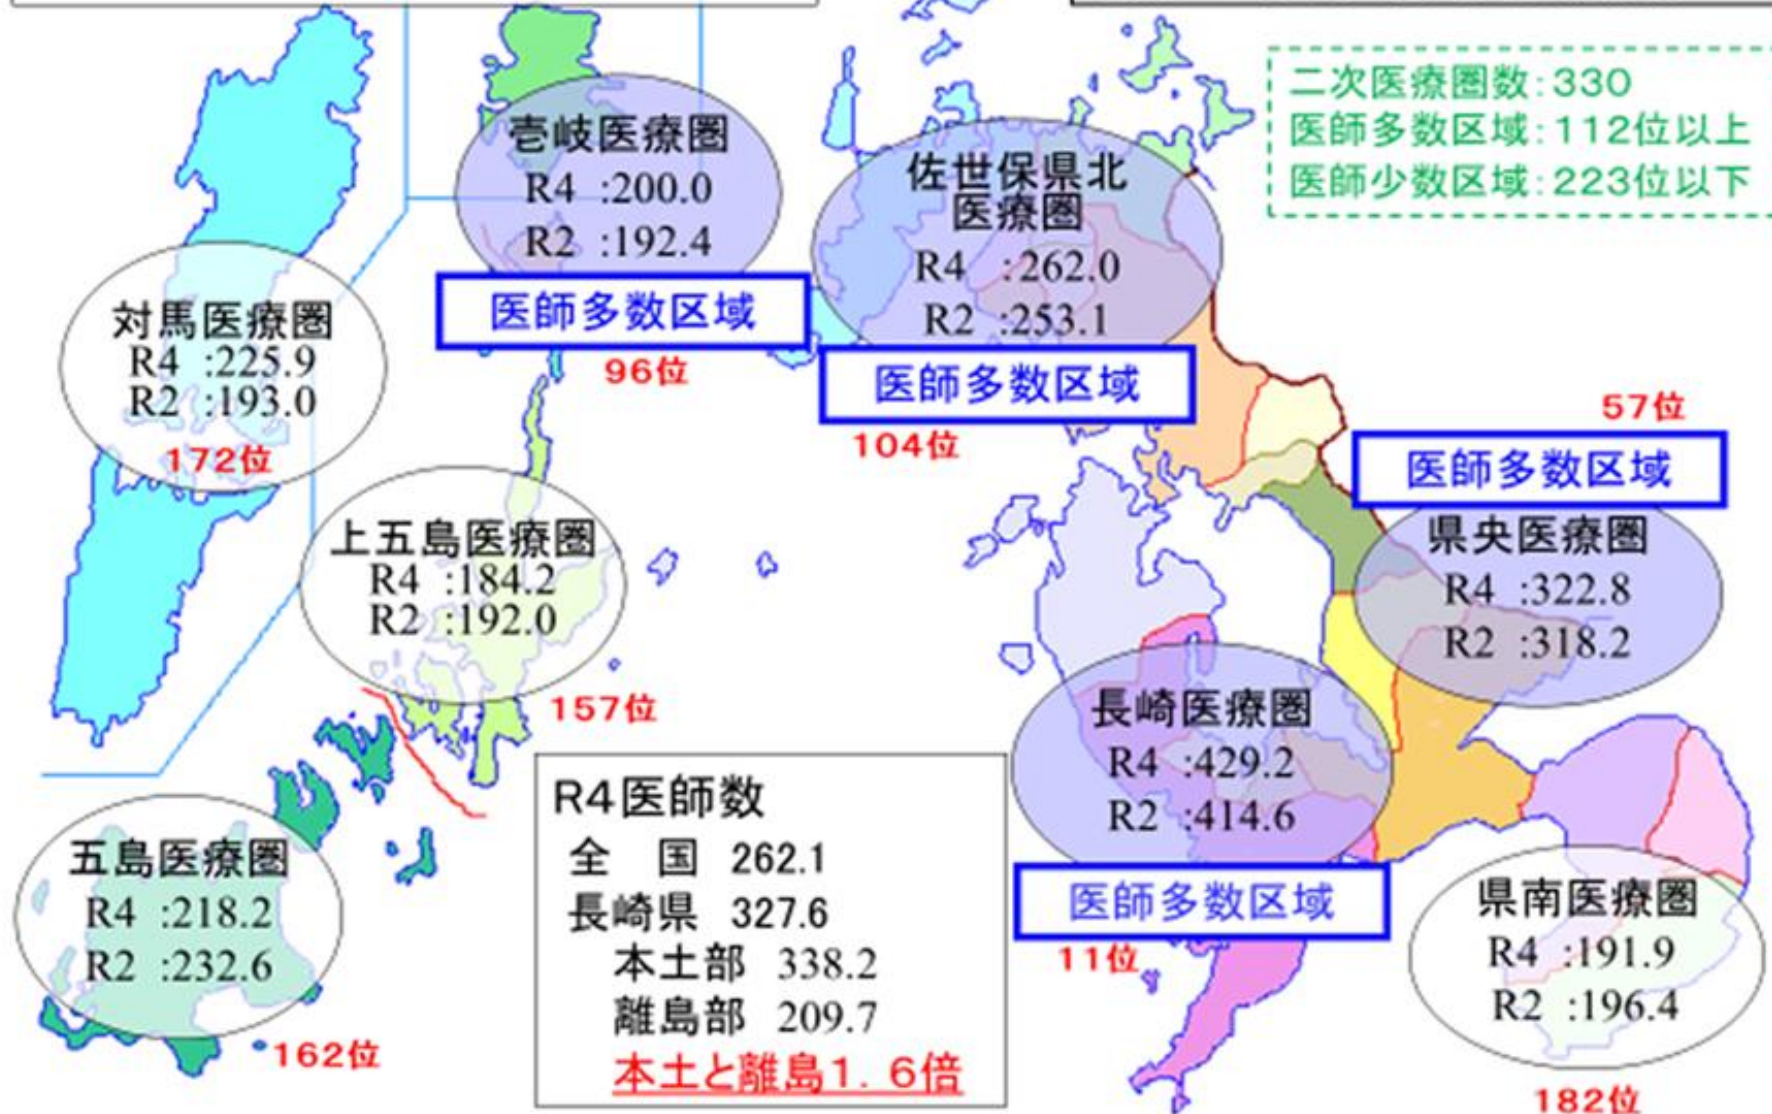 二次医療圏数:330
医師多数区域:112位以上
医師少数区域:223位以下
壱岐医療圏
R4 :200.0
R2 :192.4
医師多数区域
96位
佐世保県北
医療圏
R4 :262.0
R2 :253.1
医師多数区域
104位
対馬医療圏
R4 :225.9
R2 :193.0
172位
57位
医師多数区域
県央医療圏
R4 :322.8
R2 :318.2
上五島医療圏
R4 :184.2
R2 :192.0
157位
長崎医療圏
R4 :429.2
R2 :414.6
医師多数区域
11位
五島医療圏
R4 :218.2
R2 :232.6
162位
R4医師数
全 国 262.1
長崎県 327.6
本土部 338.2
離島部 209.7
本土と離島1.6倍
県南医療圏
R4 :191.9
R2 :196.4
182位